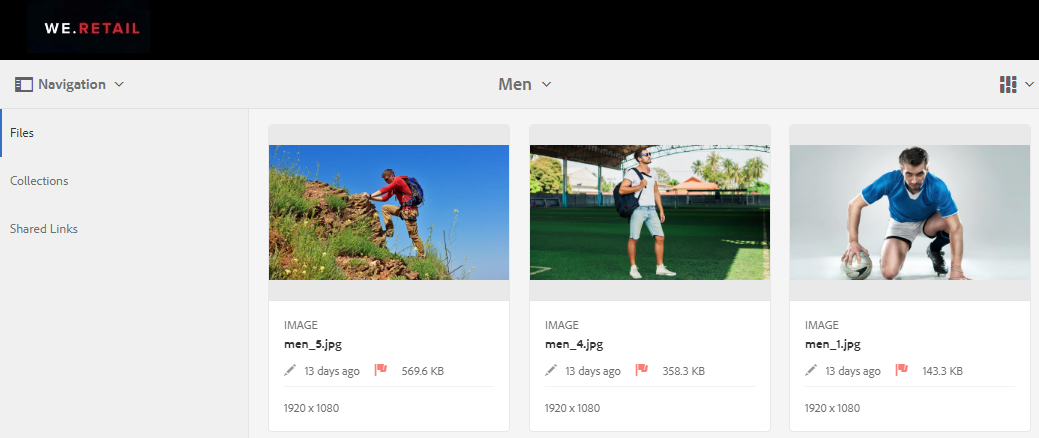 WE.RETAIL
Navigation
Men
Files
Collections
Shared Links
IMAGE
men_5.jpg
13 days ago 569.6 KB
1920 x 1080
IMAGE
men_4.jpg
13 days ago 358.3 KB
1920 x 1080
IMAGE
men_1.jpg
13 days ago 143.3 KB
1920 x 1080